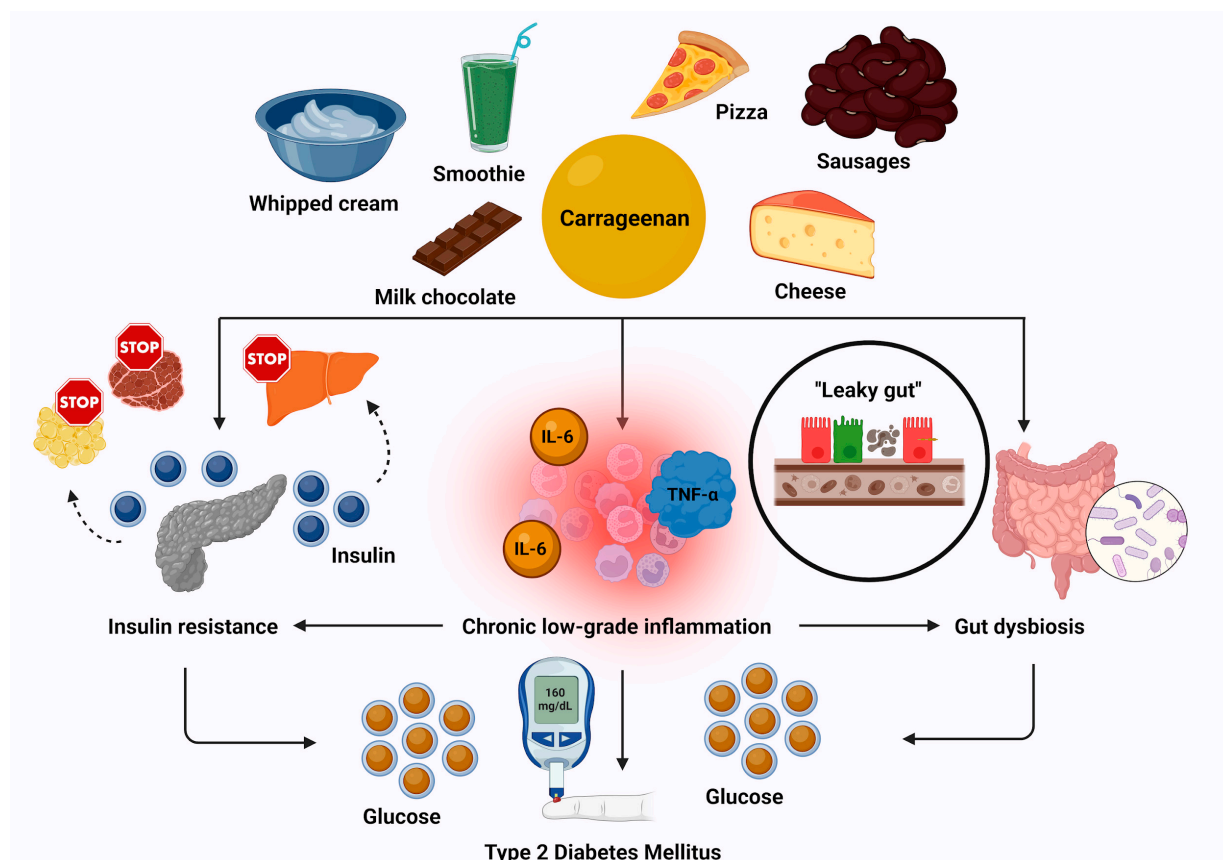 Pizza
Smoothie
Sausages
Whipped cream
Carrageenan
Milk chocolate
Cheese
STOP
STOP
STOP
"Leaky gut"
IL-6
TNF-α
IL-6
Insulin
Insulin resistance
Chronic low-grade inflammation
Gut dysbiosis
160
mg/dL
Glucose
Glucose
Type 2 Diabetes Mellitus